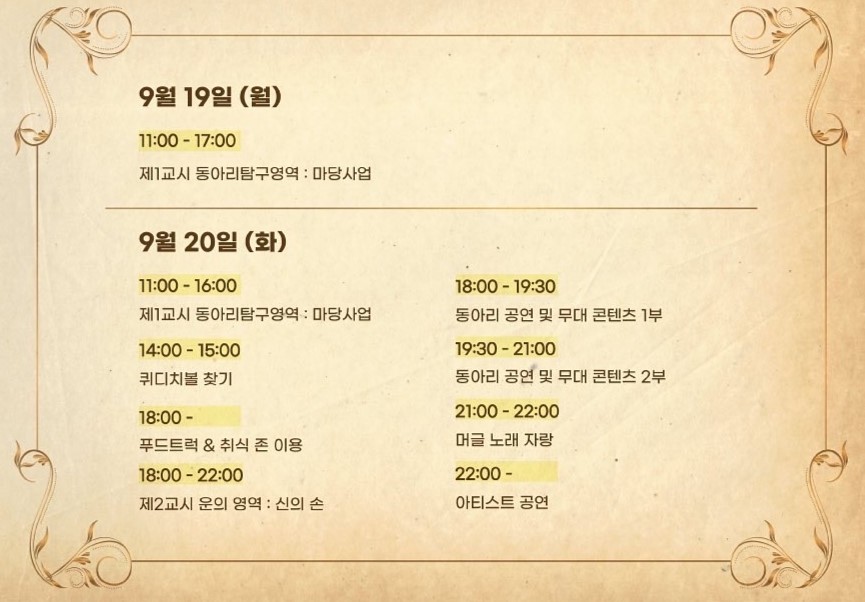 9월 19일 (월)
11:00 - 17:00
제1교시 동아리탐구영역 : 마당사업
9월 20일 (화)
11:00 - 16:00
제1교시 동아리탐구영역 : 마당사업
14:00 - 15:00
퀴디치볼 찾기
18:00 -
푸드트럭 & 취식 존 이용
18:00 - 22:00
제2교시 운의 영역 : 신의 손
18:00 - 19:30
동아리 공연 및 무대 콘텐츠 1부
19:30 - 21:00
동아리 공연 및 무대 콘텐츠 2부
21:00 - 22:00
머글 노래 자랑
22:00 -
아티스트 공연